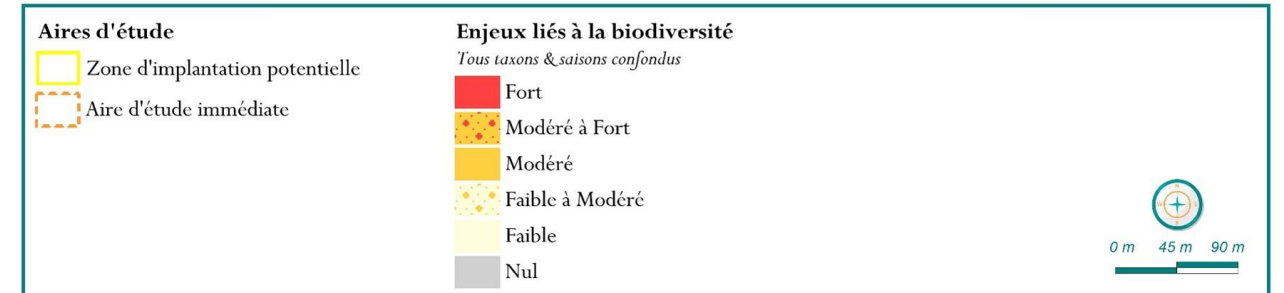 Aires d'étude
Zone d'implantation potentielle
Aire d'étude immédiate
Enjeux liés à la biodiversité
Tous taxons & saisons confondus
Fort
Modéré à Fort
Modéré
Faible à Modéré
Faible
Nul
0 m 45 m 90 m